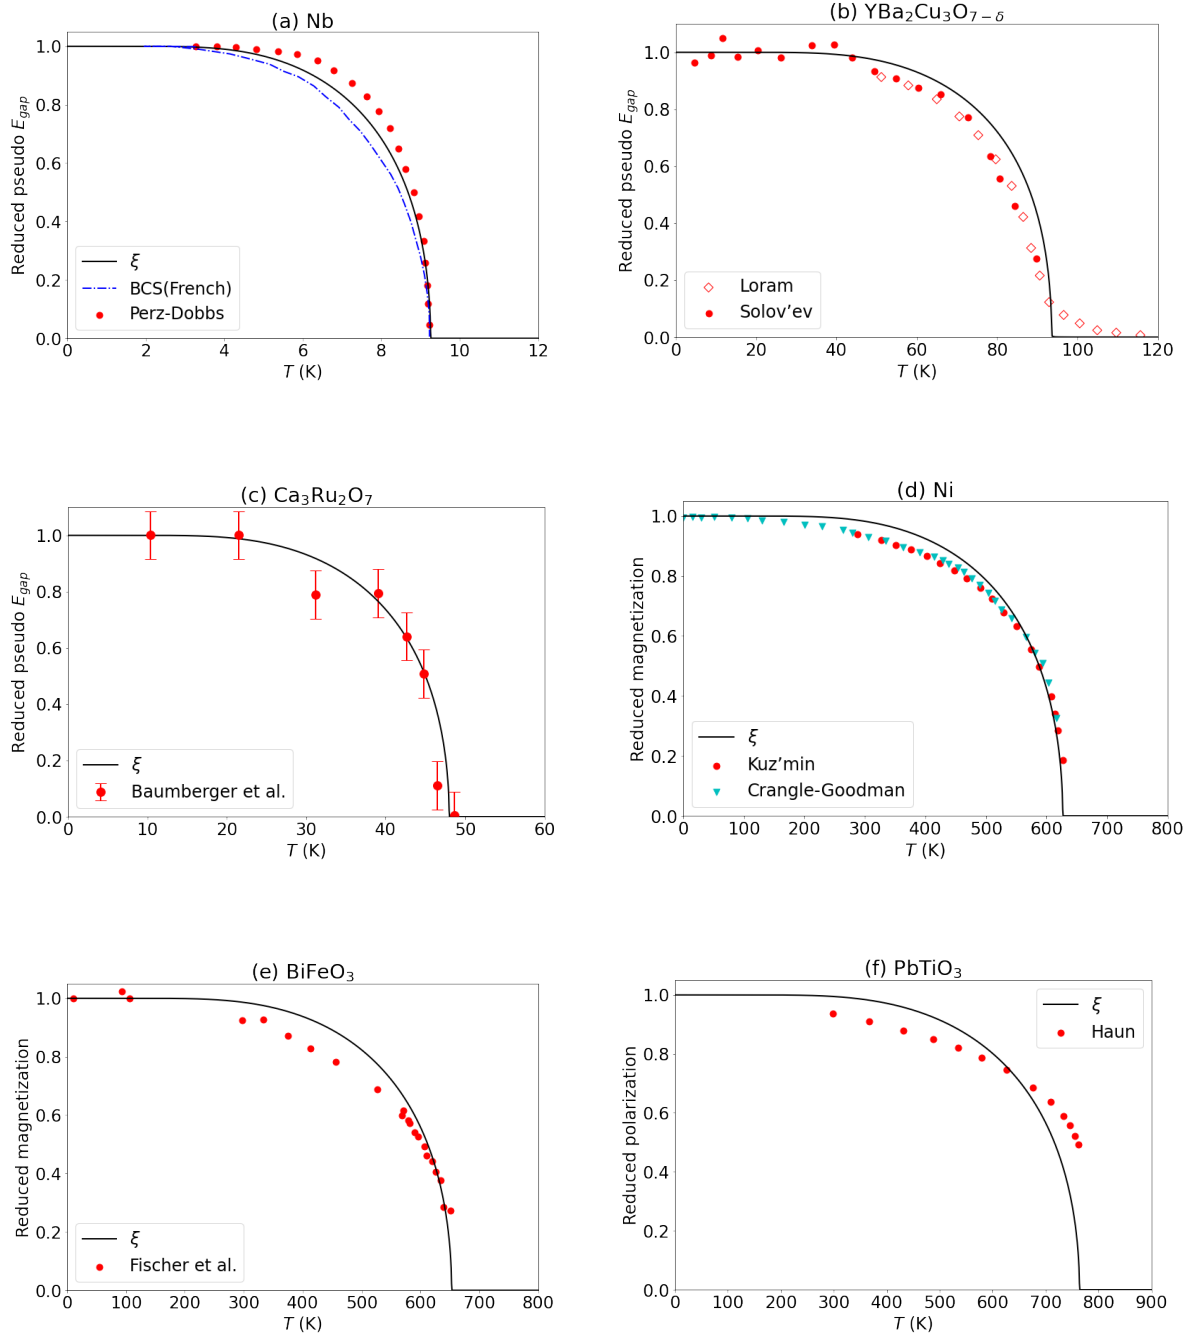 (a) Nb
Reduced pseudo E_gap
1.0
0.8
0.6
0.4
0.2
0.0
0 2 4 6 8 10 12
T (K)
ξ
BCS(French)
Perz-Dobbs
(b) YBa₂Cu₃O₇₋δ
Reduced pseudo E_gap
1.0
0.8
0.6
0.4
0.2
0.0
0 20 40 60 80 100 120
T (K)
Loram
Solov’ev
(c) Ca₃Ru₂O₇
Reduced pseudo E_gap
1.0
0.8
0.6
0.4
0.2
0.0
0 10 20 30 40 50 60
T (K)
ξ
Baumberger et al.
(d) Ni
Reduced magnetization
1.0
0.8
0.6
0.4
0.2
0.0
0 100 200 300 400 500 600 700 800
T (K)
ξ
Kuz’min
Crangle-Goodman
(e) BiFeO₃
Reduced magnetization
1.0
0.8
0.6
0.4
0.2
0.0
0 100 200 300 400 500 600 700 800
T (K)
ξ
Fischer et al.
(f) PbTiO₃
Reduced polarization
1.0
0.8
0.6
0.4
0.2
0.0
0 100 200 300 400 500 600 700 800 900
T (K)
ξ
Haun